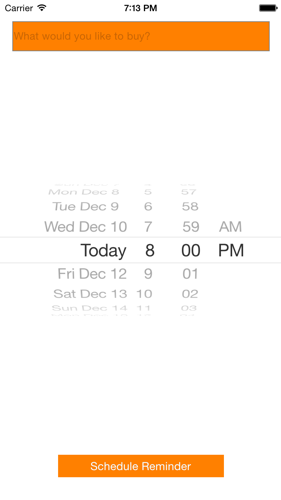 Carrier 7:13 PM
What would you like to buy?
Mon Dec 8 5 57
Tue Dec 9 6 58
Wed Dec 10 7 59 AM
Today 8 00 PM
Fri Dec 12 9 01
Sat Dec 13 10 02
Sun Dec 14 11 03
Schedule Reminder